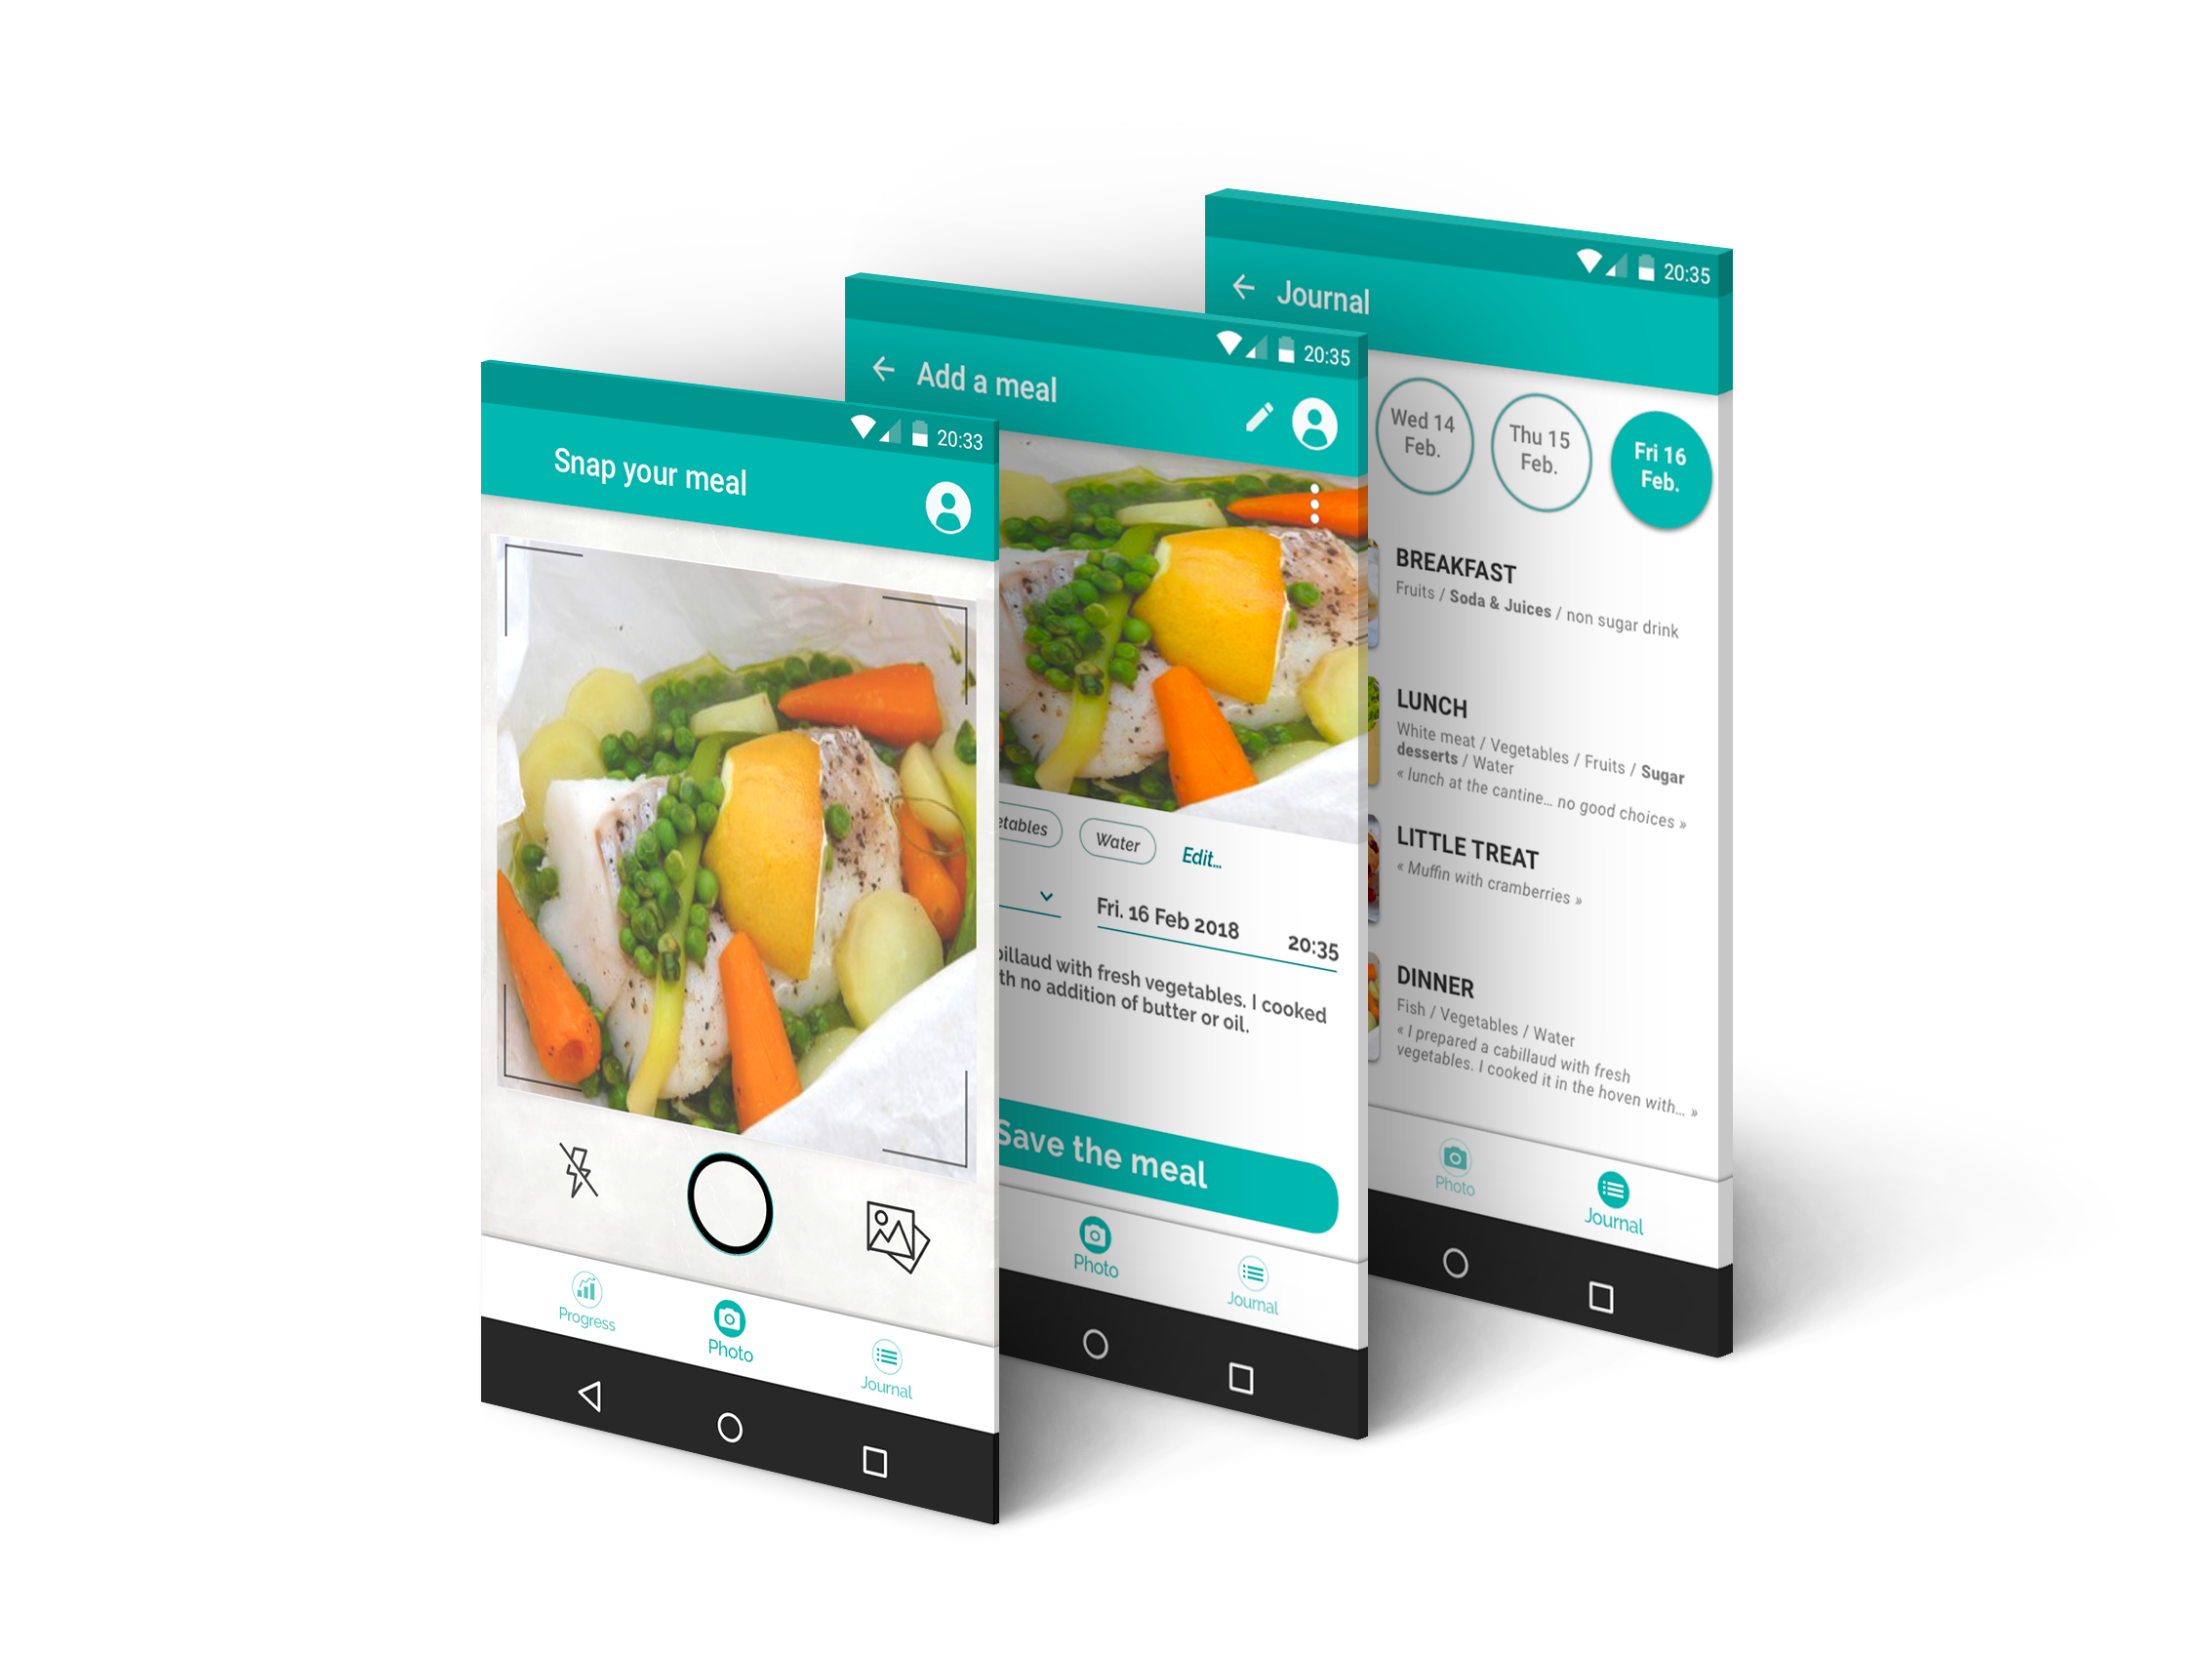 20:33
Snap your meal
Progress
Photo
Journal
20:35
Add a meal
Water
Edit...
Fri. 16 Feb 2018
20:35
with fresh vegetables. I cooked
no addition of butter or oil.
Save the meal
Photo
Journal
20:35
Journal
Wed 14
Feb.
Thu 15
Feb.
Fri 16
Feb.
BREAKFAST
Fruits / Soda & Juices / non sugar drink
LUNCH
White meat / Vegetables / Fruits / Sugar
desserts / Water
« lunch at the cantine... no good choices »
LITTLE TREAT
« Muffin with cramberries »
DINNER
Fish / Vegetables / Water
« I prepared a cabillaud with fresh
vegetables. I cooked it in the hoven with... »
Photo
Journal